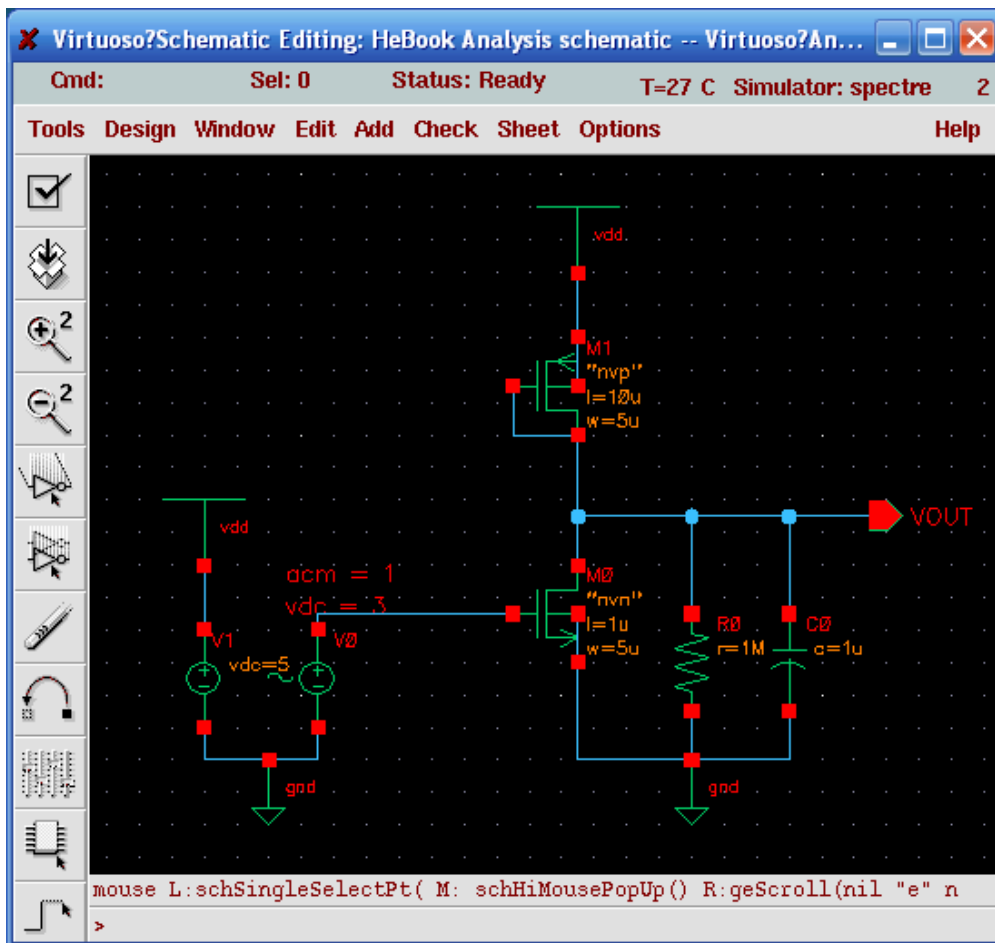 Virtuoso?Schematic Editing: HeBook Analysis schematic -- Virtuoso?An...
Cmd: Sel: 0 Status: Ready T=27 C Simulator: spectre 2
Tools Design Window Edit Add Check Sheet Options Help
2
2
vdd
M1
"nvp"
l=10u
w=5u
vdd
acm = 1
vdc = 3
V1
vdc=5
V0
M0
"nvn"
l=1u
w=5u
VOUT
R0
r=1M
C0
c=1u
gnd
gnd
mouse L:schSingleSelectPt( M: schHiMousePopUp() R:geScroll(nil "e" n
>